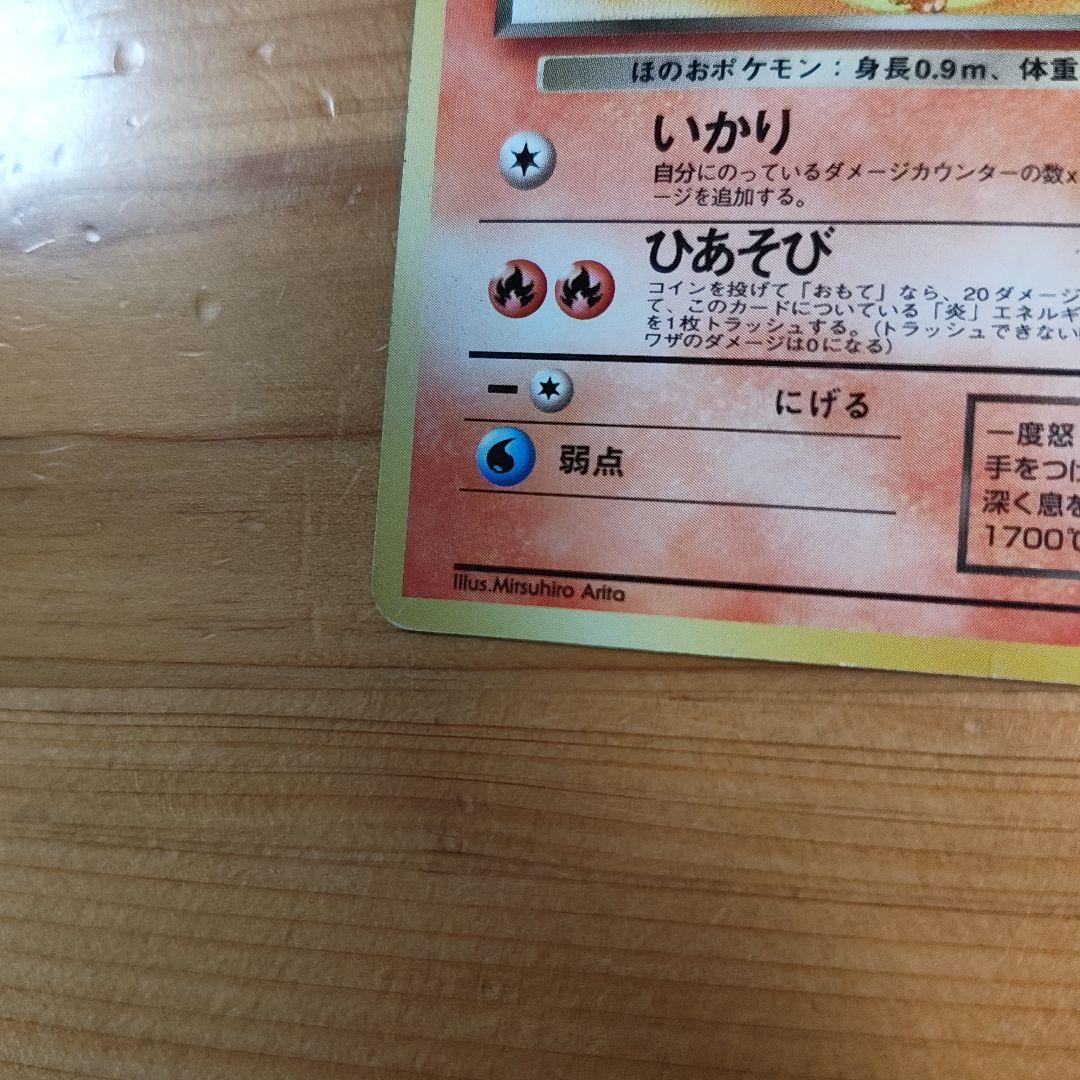 ほのおポケモン：身長0.9m、体重
いかり
自分にのっているダメージカウンターの数x
ージを追加する。
ひあそび
コインを投げて「おもて」なら、20ダメージ
て、このカードについている「炎」エネルギ
を1枚トラッシュする。(トラッシュできない
ワザのダメージは0になる)
にげる
弱点
一度怒
手をつけ
深く息を
1700℃
Illus.Mitsuhiro Arita